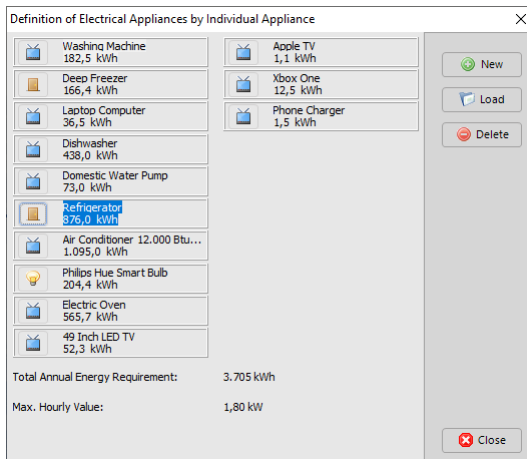 Definition of Electrical Appliances by Individual Appliance
Washing Machine
182,5 kWh
Deep Freezer
166,4 kWh
Laptop Computer
36,5 kWh
Dishwasher
438,0 kWh
Domestic Water Pump
73,0 kWh
Refrigerator
876,0 kWh
Air Conditioner 12.000 Btu...
1.095,0 kWh
Philips Hue Smart Bulb
204,4 kWh
Electric Oven
565,7 kWh
49 Inch LED TV
52,3 kWh
Apple TV
1,1 kWh
Xbox One
12,5 kWh
Phone Charger
1,5 kWh
Total Annual Energy Requirement: 3.705 kWh
Max. Hourly Value: 1,80 kW
New
Load
Delete
Close